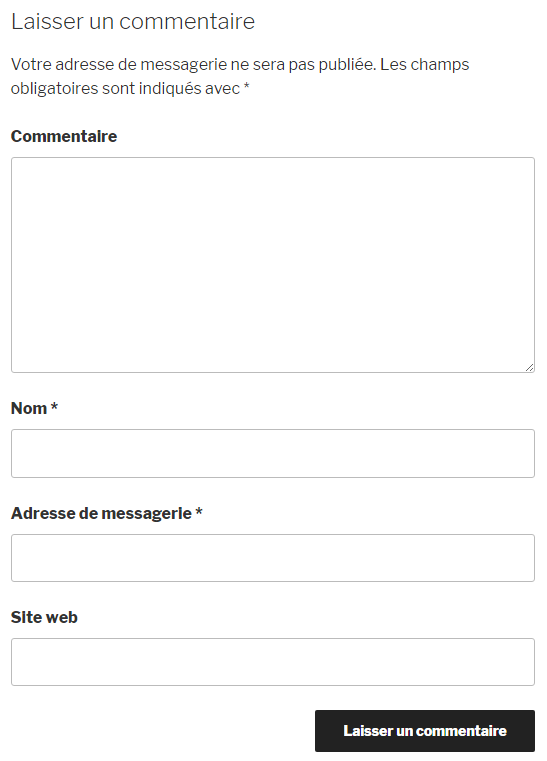 Laisser un commentaire
Votre adresse de messagerie ne sera pas publiée. Les champs
obligatoires sont indiqués avec *
Commentaire
Nom *
Adresse de messagerie *
Site web
Laisser un commentaire